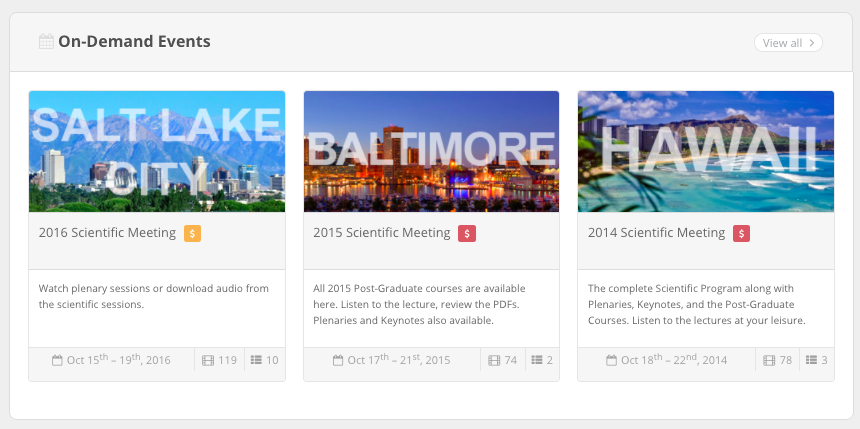 On-Demand Events
View all
SALT LAKE
CITY
BALTIMORE
HAWAII
2016 Scientific Meeting $
2015 Scientific Meeting $
2014 Scientific Meeting $
Watch plenary sessions or download audio from
the scientific sessions.
All 2015 Post-Graduate courses are available
here. Listen to the lecture, review the PDFs.
Plenaries and Keynotes also available.
The complete Scientific Program along with
Plenaries, Keynotes, and the Post-Graduate
Courses. Listen to the lectures at your leisure.
Oct 15th – 19th, 2016 119 10
Oct 17th – 21st, 2015 74 2
Oct 18th – 22nd, 2014 78 3